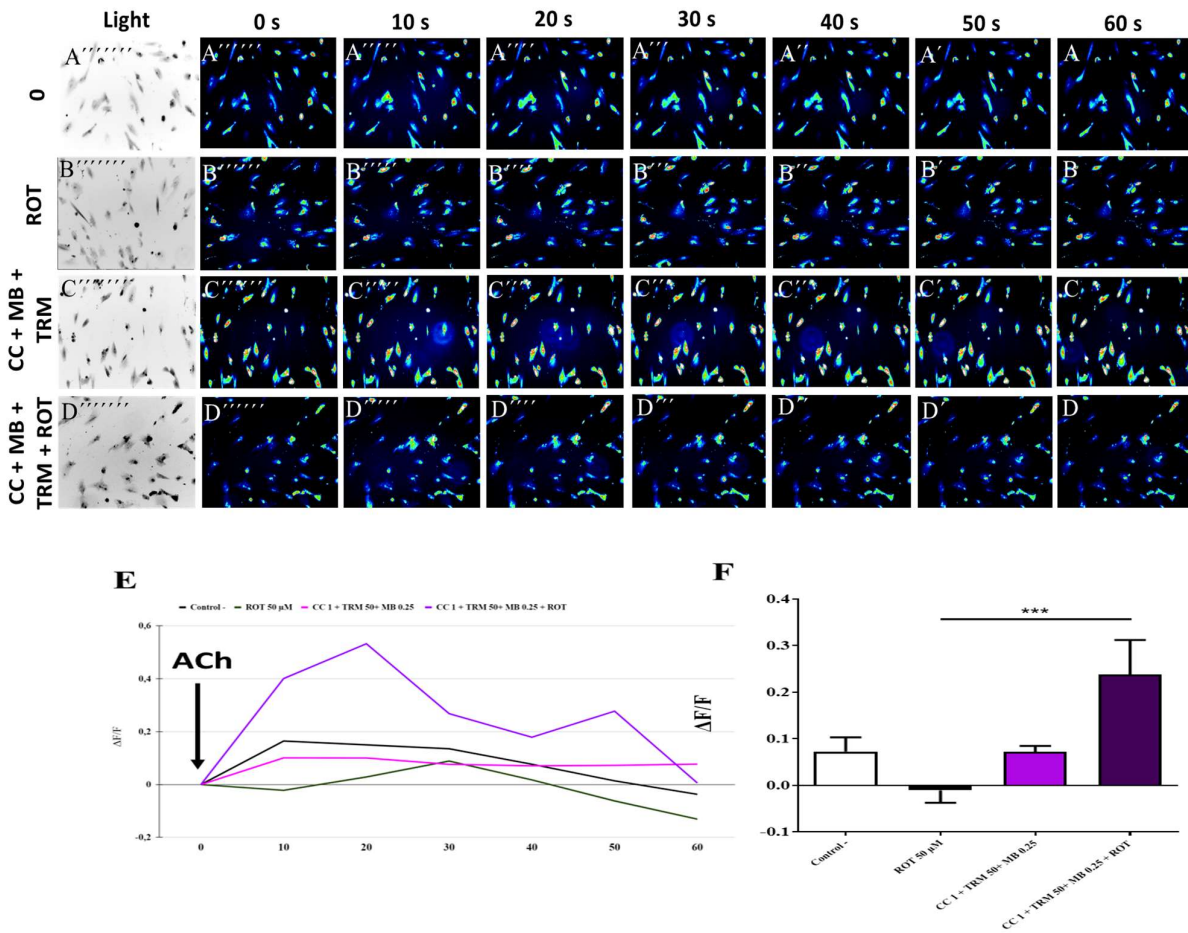 Light 0 s 10 s 20 s 30 s 40 s 50 s 60 s
0
A´´´´´´´ A´´´´´´ A´´´´´ A´´´´ A´´´ A´´ A´ A
ROT
B´´´´´´´ B´´´´´´ B´´´´´ B´´´´ B´´´ B´´ B´ B
CC + MB +
TRM
C´´´´´´´ C´´´´´´ C´´´´´ C´´´´ C´´´ C´´ C´ C
CC + MB +
TRM + ROT
D´´´´´´´ D´´´´´´ D´´´´´ D´´´´ D´´ D D´ D
E
Control - ROT 50 µM CC 1 + TRM 50+ MB 0.25 CC 1 + TRM 50+ MB 0.25 + ROT
0,6
0,4
0,2
0
-0,2
ΔF/F
ACh
0 10 20 30 40 50 60
F
***
0.4
0.3
0.2
0.1
0.0
-0.1
ΔF/F
Control -
ROT 50 µM
CC 1 + TRM 50+ MB 0.25
CC 1 + TRM 50+ MB 0.25 + ROT